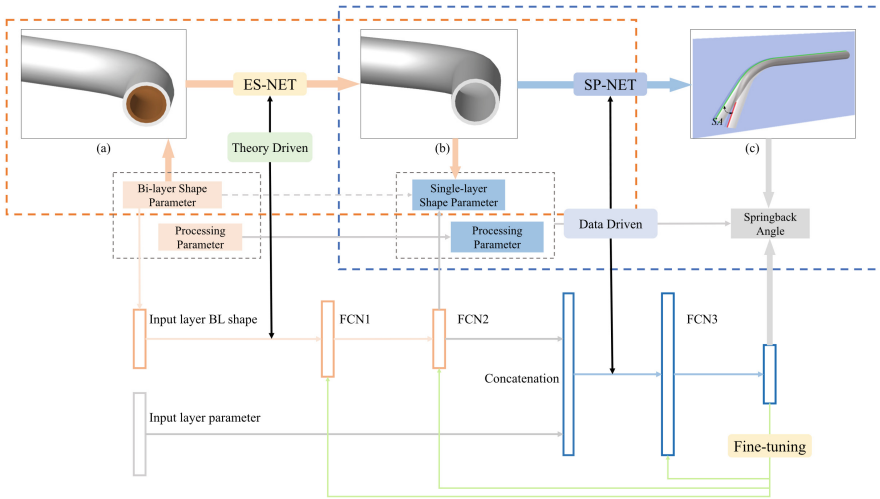 ES-NET
SP-NET
SA
(a)
Theory Driven
(b)
(c)
Bi-layer Shape
Parameter
Single-layer
Shape Parameter
Processing
Parameter
Processing
Parameter
Data Driven
Springback
Angle
Input layer BL shape
FCN1
FCN2
FCN3
Concatenation
Input layer parameter
Fine-tuning